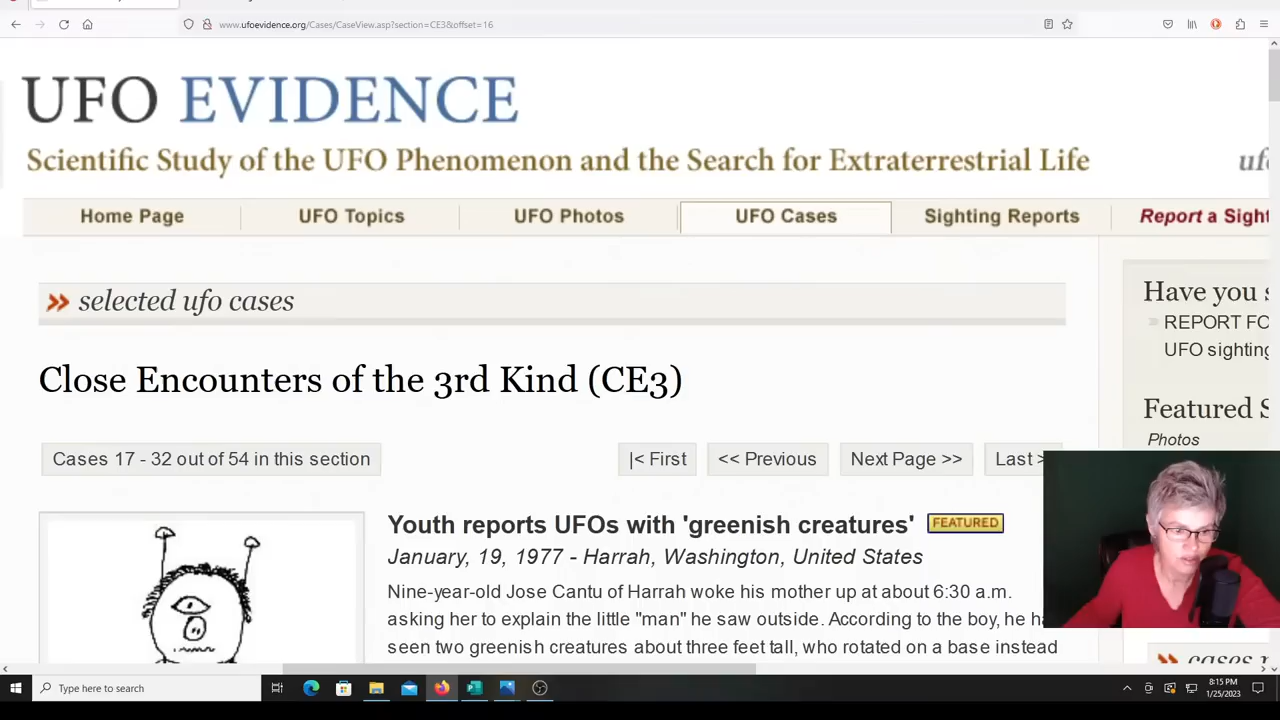 www.ufoevidence.org/Cases/CaseView.asp?section=CE3&offset=16
UFO EVIDENCE
Scientific Study of the UFO Phenomenon and the Search for Extraterrestrial Life
uf
Home Page
UFO Topics
UFO Photos
UFO Cases
Sighting Reports
Report a Sight
selected ufo cases
Close Encounters of the 3rd Kind (CE3)
Cases 17 - 32 out of 54 in this section
|< First
<< Previous
Next Page >>
Last >
Youth reports UFOs with 'greenish creatures'
FEATURED
January, 19, 1977 - Harrah, Washington, United States
Nine-year-old Jose Cantu of Harrah woke his mother up at about 6:30 a.m.
asking her to explain the little "man" he saw outside. According to the boy, he ha
seen two greenish creatures about three feet tall, who rotated on a base instead
Have you s
REPORT FO
UFO sighting
Featured S
Photos
Type here to search
8:15 PM
1/25/2023